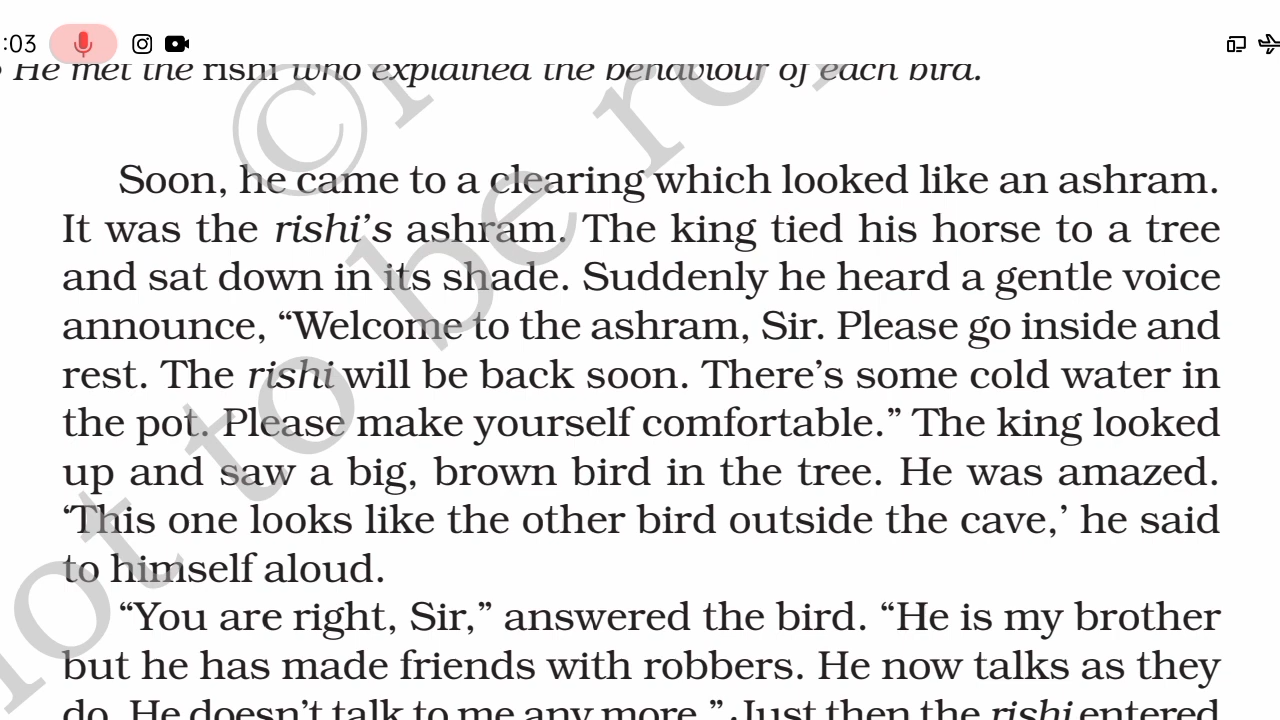 :03
He met the rishi who explained the behaviour of each bird.
Soon, he came to a clearing which looked like an ashram.
It was the rishi's ashram. The king tied his horse to a tree
and sat down in its shade. Suddenly he heard a gentle voice
announce, “Welcome to the ashram, Sir. Please go inside and
rest. The rishi will be back soon. There's some cold water in
the pot. Please make yourself comfortable.” The king looked
up and saw a big, brown bird in the tree. He was amazed.
‘This one looks like the other bird outside the cave,’ he said
to himself aloud.
“You are right, Sir,” answered the bird. “He is my brother
but he has made friends with robbers. He now talks as they
do. He doesn't talk to me any more.” Just then the rishi entered
©
not to be